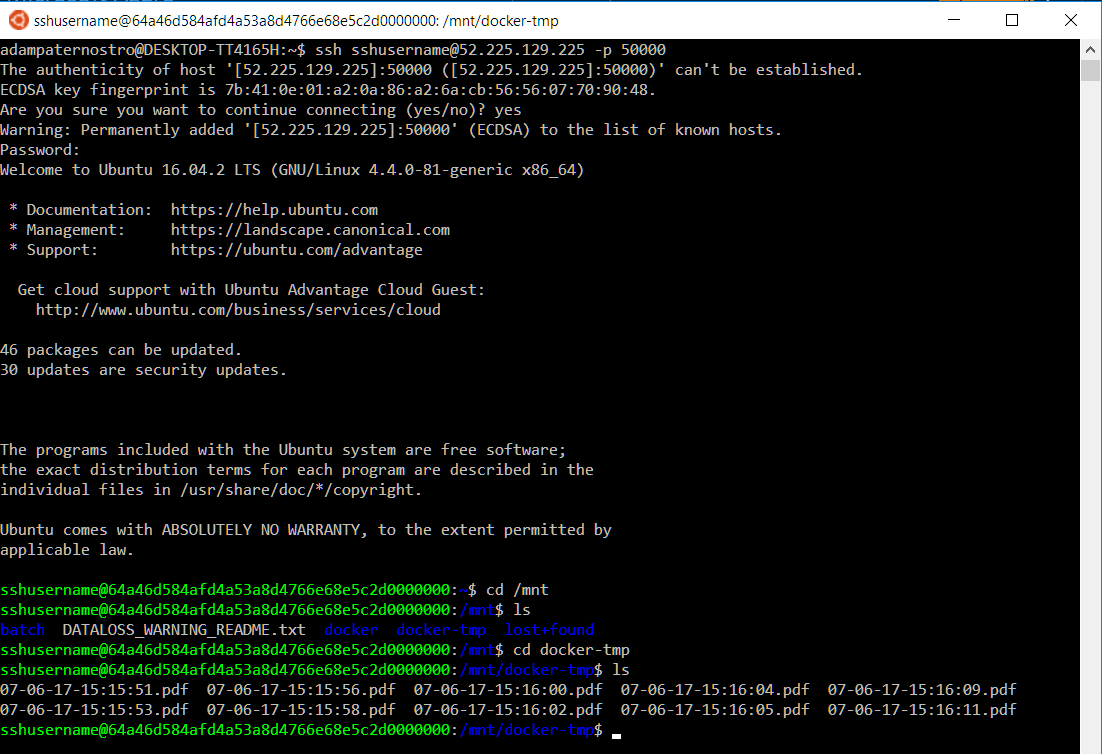 sshusername@64a46d584afd4a53a8d4766e68e5c2d0000000: /mnt/docker-tmp
adampaternostro@DESKTOP-TT4165H:~$ ssh sshusername@52.225.129.225 -p 50000
The authenticity of host '[52.225.129.225]:50000 ([52.225.129.225]:50000)' can't be established.
ECDSA key fingerprint is 7b:41:0e:01:a2:0a:86:a2:6a:cb:56:56:07:70:90:48.
Are you sure you want to continue connecting (yes/no)? yes
Warning: Permanently added '[52.225.129.225]:50000' (ECDSA) to the list of known hosts.
Password:
Welcome to Ubuntu 16.04.2 LTS (GNU/Linux 4.4.0-81-generic x86_64)
* Documentation:  https://help.ubuntu.com
* Management:     https://landscape.canonical.com
* Support:        https://ubuntu.com/advantage
Get cloud support with Ubuntu Advantage Cloud Guest:
http://www.ubuntu.com/business/services/cloud
46 packages can be updated.
30 updates are security updates.
The programs included with the Ubuntu system are free software;
the exact distribution terms for each program are described in the
individual files in /usr/share/doc/*/copyright.
Ubuntu comes with ABSOLUTELY NO WARRANTY, to the extent permitted by
applicable law.
sshusername@64a46d584afd4a53a8d4766e68e5c2d0000000:~$ cd /mnt
sshusername@64a46d584afd4a53a8d4766e68e5c2d0000000:/mnt$ ls
batch  DATALOSS_WARNING_README.txt  docker  docker-tmp  lost+found
sshusername@64a46d584afd4a53a8d4766e68e5c2d0000000:/mnt$ cd docker-tmp
sshusername@64a46d584afd4a53a8d4766e68e5c2d0000000:/mnt/docker-tmp$ ls
07-06-17-15:15:51.pdf  07-06-17-15:15:56.pdf  07-06-17-15:16:00.pdf  07-06-17-15:16:04.pdf  07-06-17-15:16:09.pdf
07-06-17-15:15:53.pdf  07-06-17-15:15:58.pdf  07-06-17-15:16:02.pdf  07-06-17-15:16:05.pdf  07-06-17-15:16:11.pdf
sshusername@64a46d584afd4a53a8d4766e68e5c2d0000000:/mnt/docker-tmp$